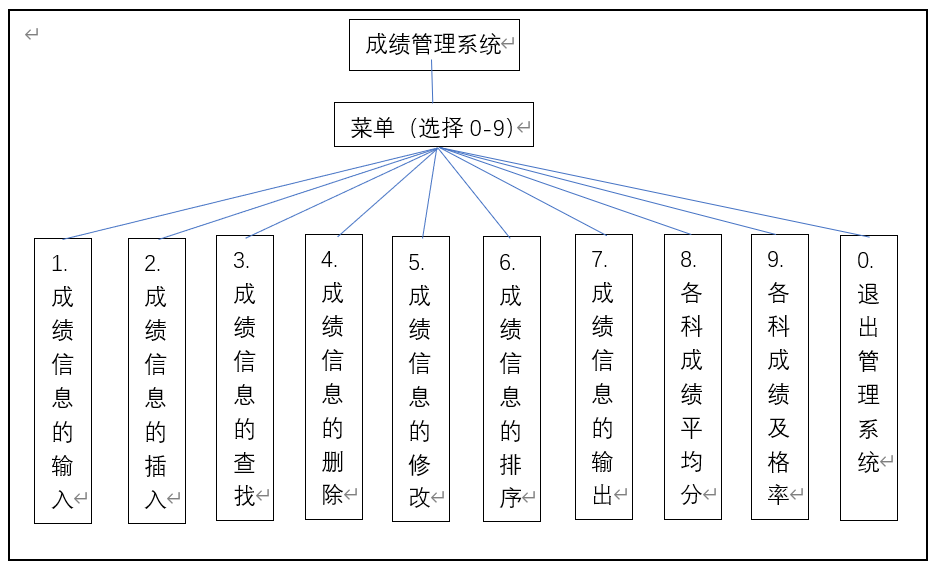 成绩管理系统
菜单（选择 0-9）
1.成绩信息的输入
2.成绩信息的插入
3.成绩信息的查找
4.成绩信息的删除
5.成绩信息的修改
6.成绩信息的排序
7.成绩信息的输出
8.各科成绩平均分
9.各科成绩及格率
0.退出管理系统